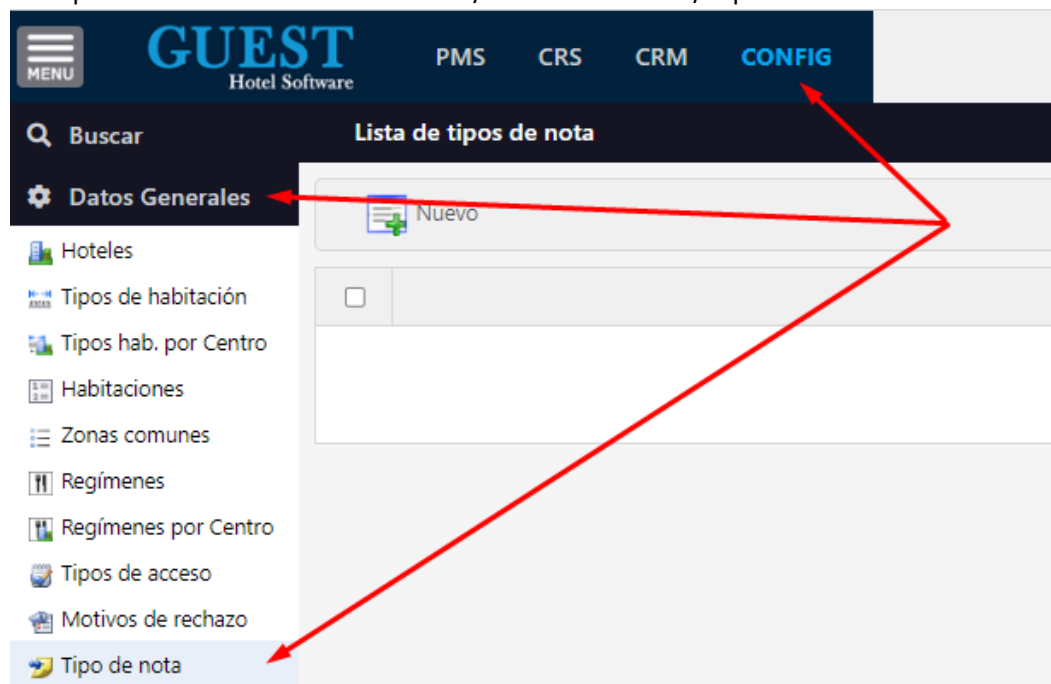 GUEST
Hotel Software
MENU
PMS CRS CRM CONFIG
Buscar
Lista de tipos de nota
Datos Generales
Nuevo
Hoteles
Tipos de habitación
Tipos hab. por Centro
Habitaciones
Zonas comunes
Regímenes
Regímenes por Centro
Tipos de acceso
Motivos de rechazo
Tipo de nota